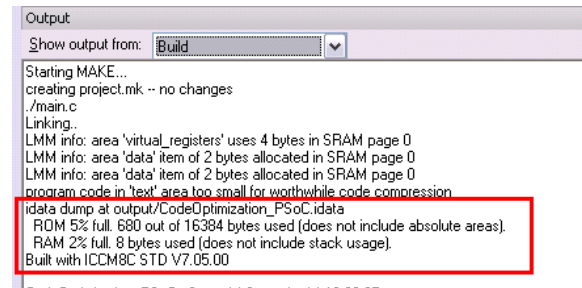 Output
Show output from: Build
Starting MAKE...
creating project.mk -- no changes
./main.c
Linking..
LMM info: area 'virtual_registers' uses 4 bytes in SRAM page 0
LMM info: area 'data' item of 2 bytes allocated in SRAM page 0
LMM info: area 'data' item of 2 bytes allocated in SRAM page 0
program code in 'text' area too small for worthwhile code compression
idata dump at output/CodeOptimization_PSoC.idata
ROM 5% full. 680 out of 16384 bytes used (does not include absolute areas).
RAM 2% full. 8 bytes used (does not include stack usage).
Built with ICCM8C STD V7.05.00